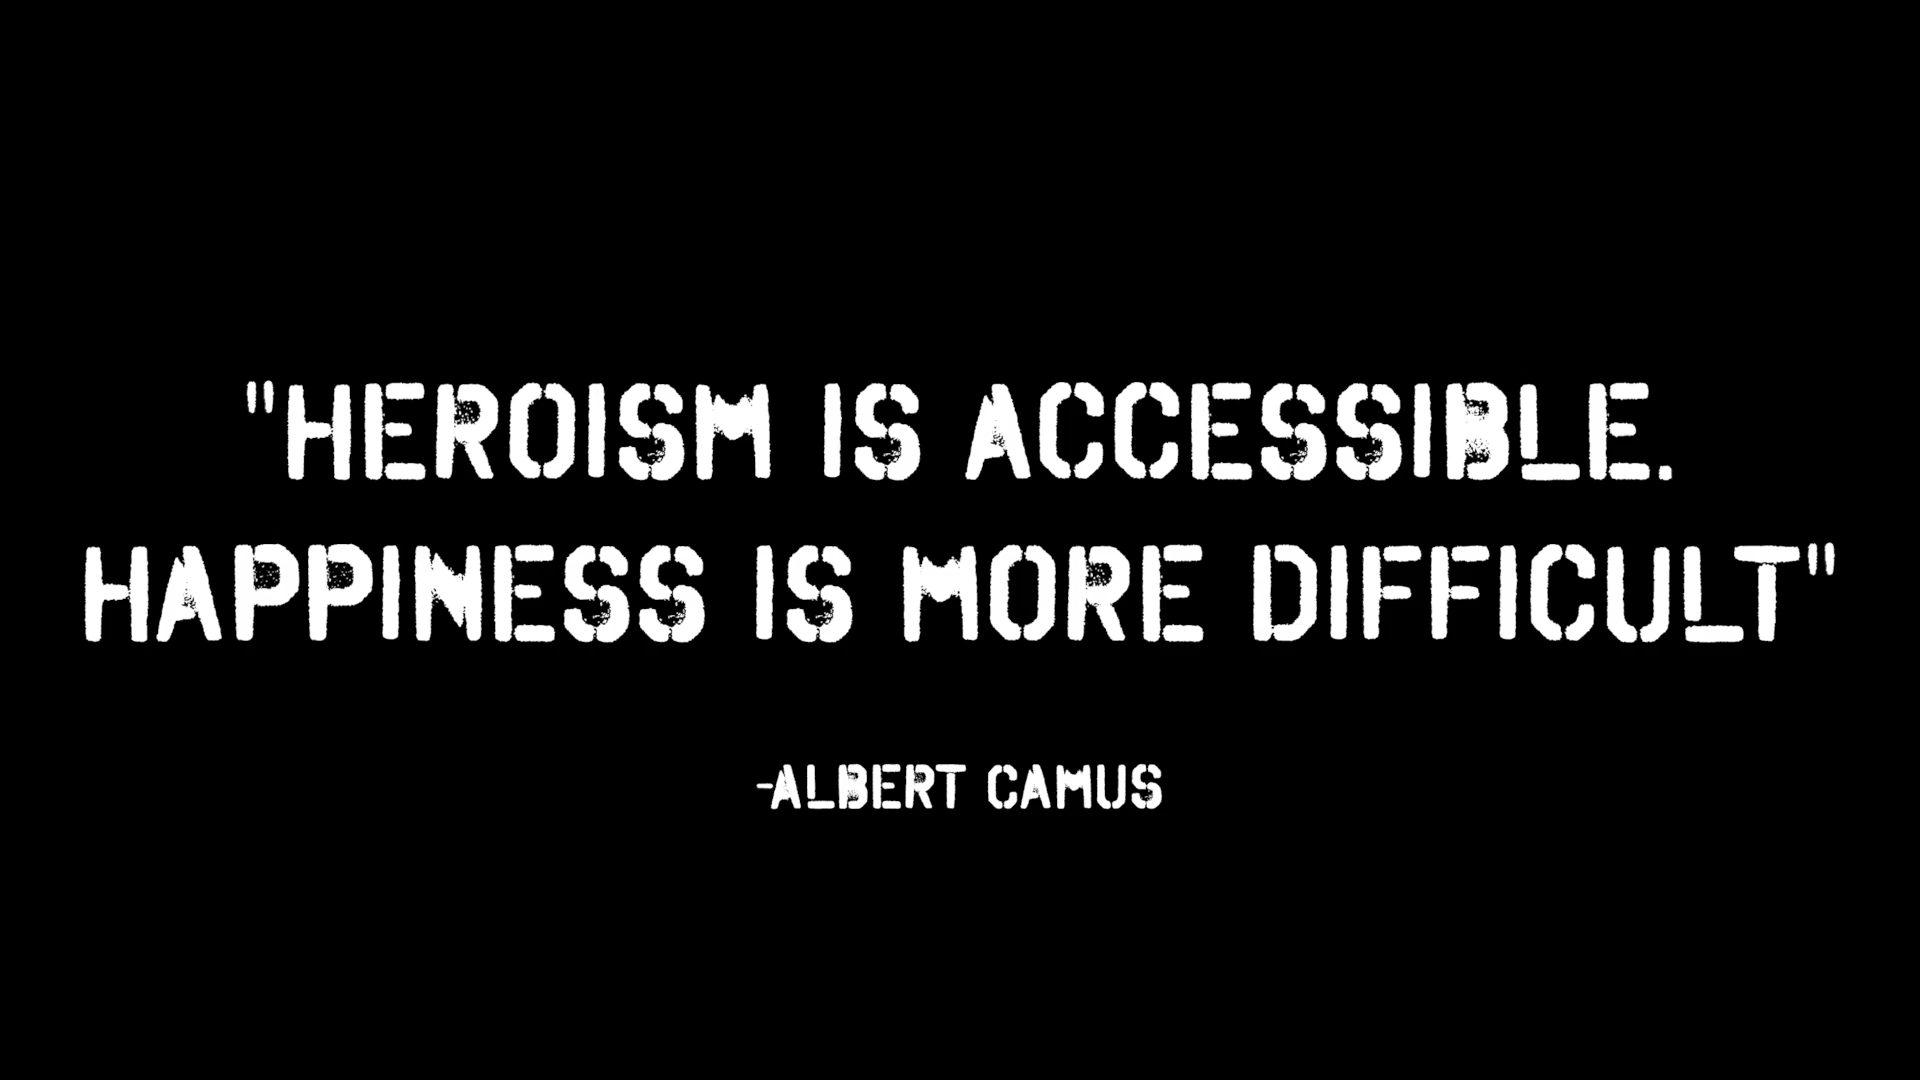 "HEROISM IS ACCESSIBLE.
HAPPINESS IS MORE DIFFICULT"
-ALBERT CAMUS